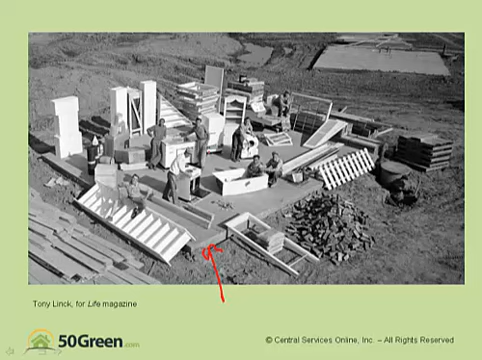 Tony Linck, for Life magazine
50Green.com
© Central Services Online, Inc. – All Rights Reserved